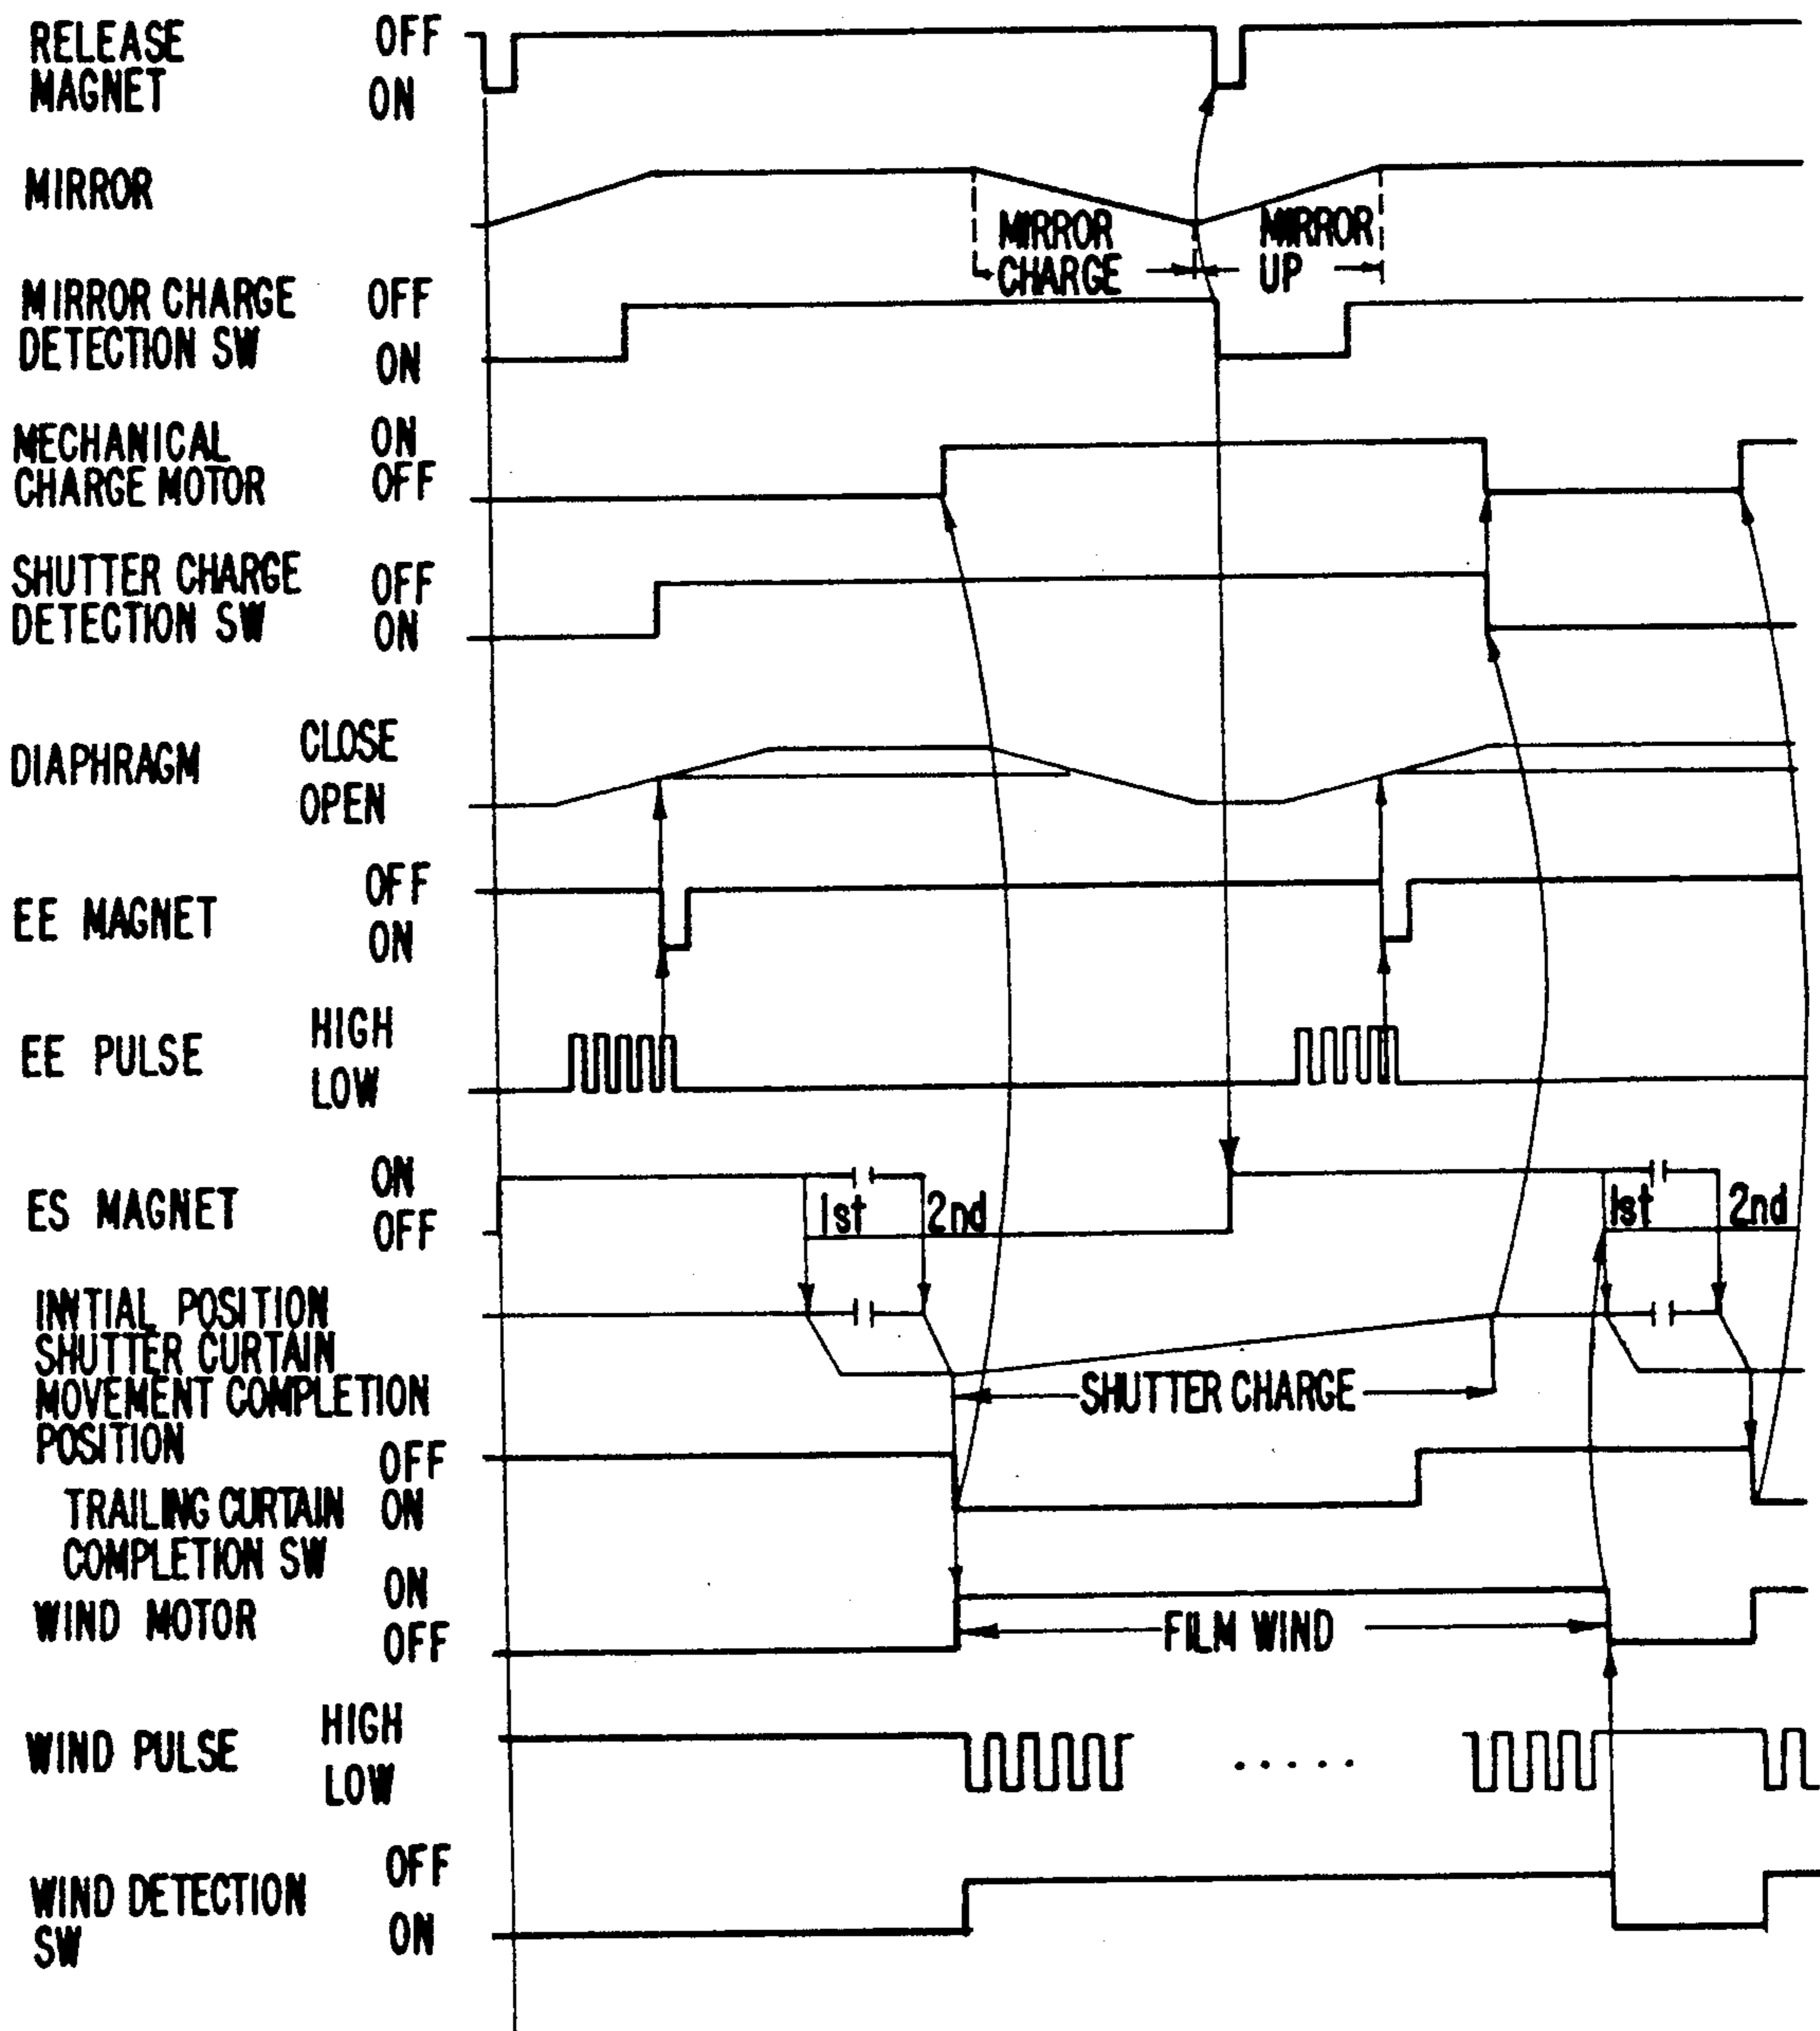 RELEASE OFF
MAGNET ON
MIRROR
MIRROR MIRROR
CHARGE UP
MIRROR CHARGE OFF
DETECTION SW ON
MECHANICAL ON
CHARGE MOTOR OFF
SHUTTER CHARGE OFF
DETECTION SW ON
DIAPHRAGM CLOSE
OPEN
EE MAGNET OFF
ON
EE PULSE HIGH
LOW
ES MAGNET ON
OFF
1st 2nd 1st 2nd
INITIAL POSITION
SHUTTER CURTAIN
MOVEMENT COMPLETION
POSITION
SHUTTER CHARGE
OFF
TRAILING CURTAIN ON
COMPLETION SW
WIND MOTOR ON
OFF
FILM WIND
WIND PULSE HIGH
LOW
.....
WIND DETECTION OFF
SW ON